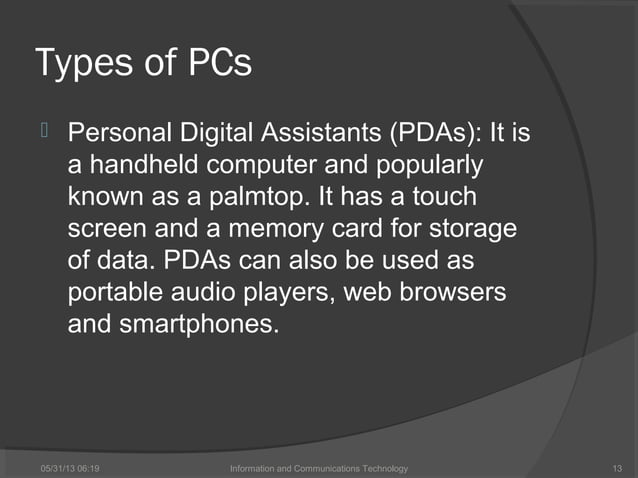 Types of PCs
Personal Digital Assistants (PDAs): It is
a handheld computer and popularly
known as a palmtop. It has a touch
screen and a memory card for storage
of data. PDAs can also be used as
portable audio players, web browsers
and smartphones.
05/31/13 06:19 Information and Communications Technology 13